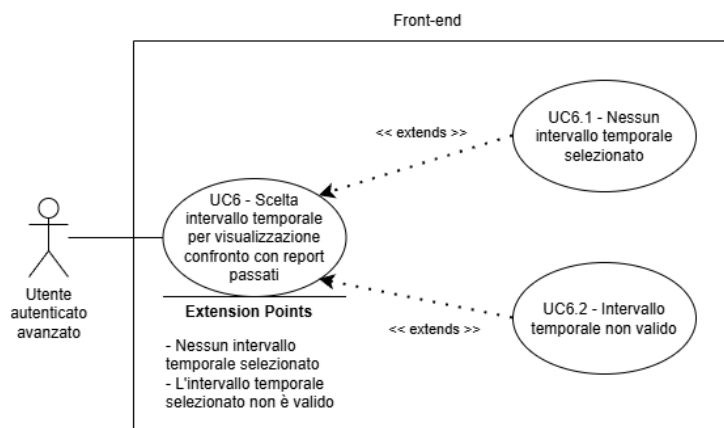 Front-end
UC6.1 - Nessun
intervallo temporale
selezionato
<< extends >>
UC6 - Scelta
intervallo temporale
per visualizzazione
confronto con report
passati
Utente
autenticato
avanzato
Extension Points
- Nessun intervallo
temporale selezionato
- L'intervallo temporale
selezionato non è valido
<< extends >>
UC6.2 - Intervallo
temporale non valido